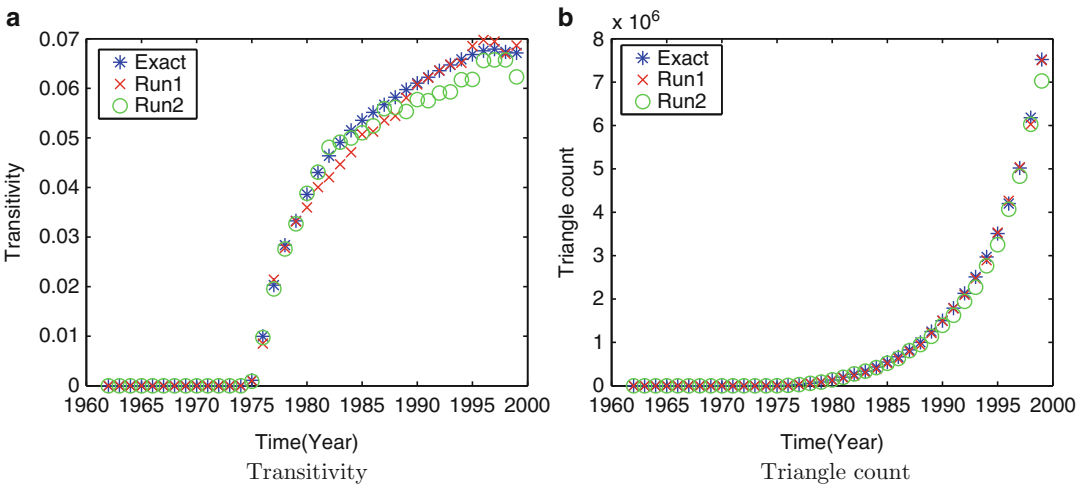 a
0.07
0.06
0.05
0.04
0.03
0.02
0.01
0
Transitivity
Exact
Run1
Run2
1960 1965 1970 1975 1980 1985 1990 1995 2000
Time(Year)
Transitivity
b
x 10^6
8
7
6
5
4
3
2
1
0
Triangle count
Exact
Run1
Run2
1960 1965 1970 1975 1980 1985 1990 1995 2000
Time(Year)
Triangle count